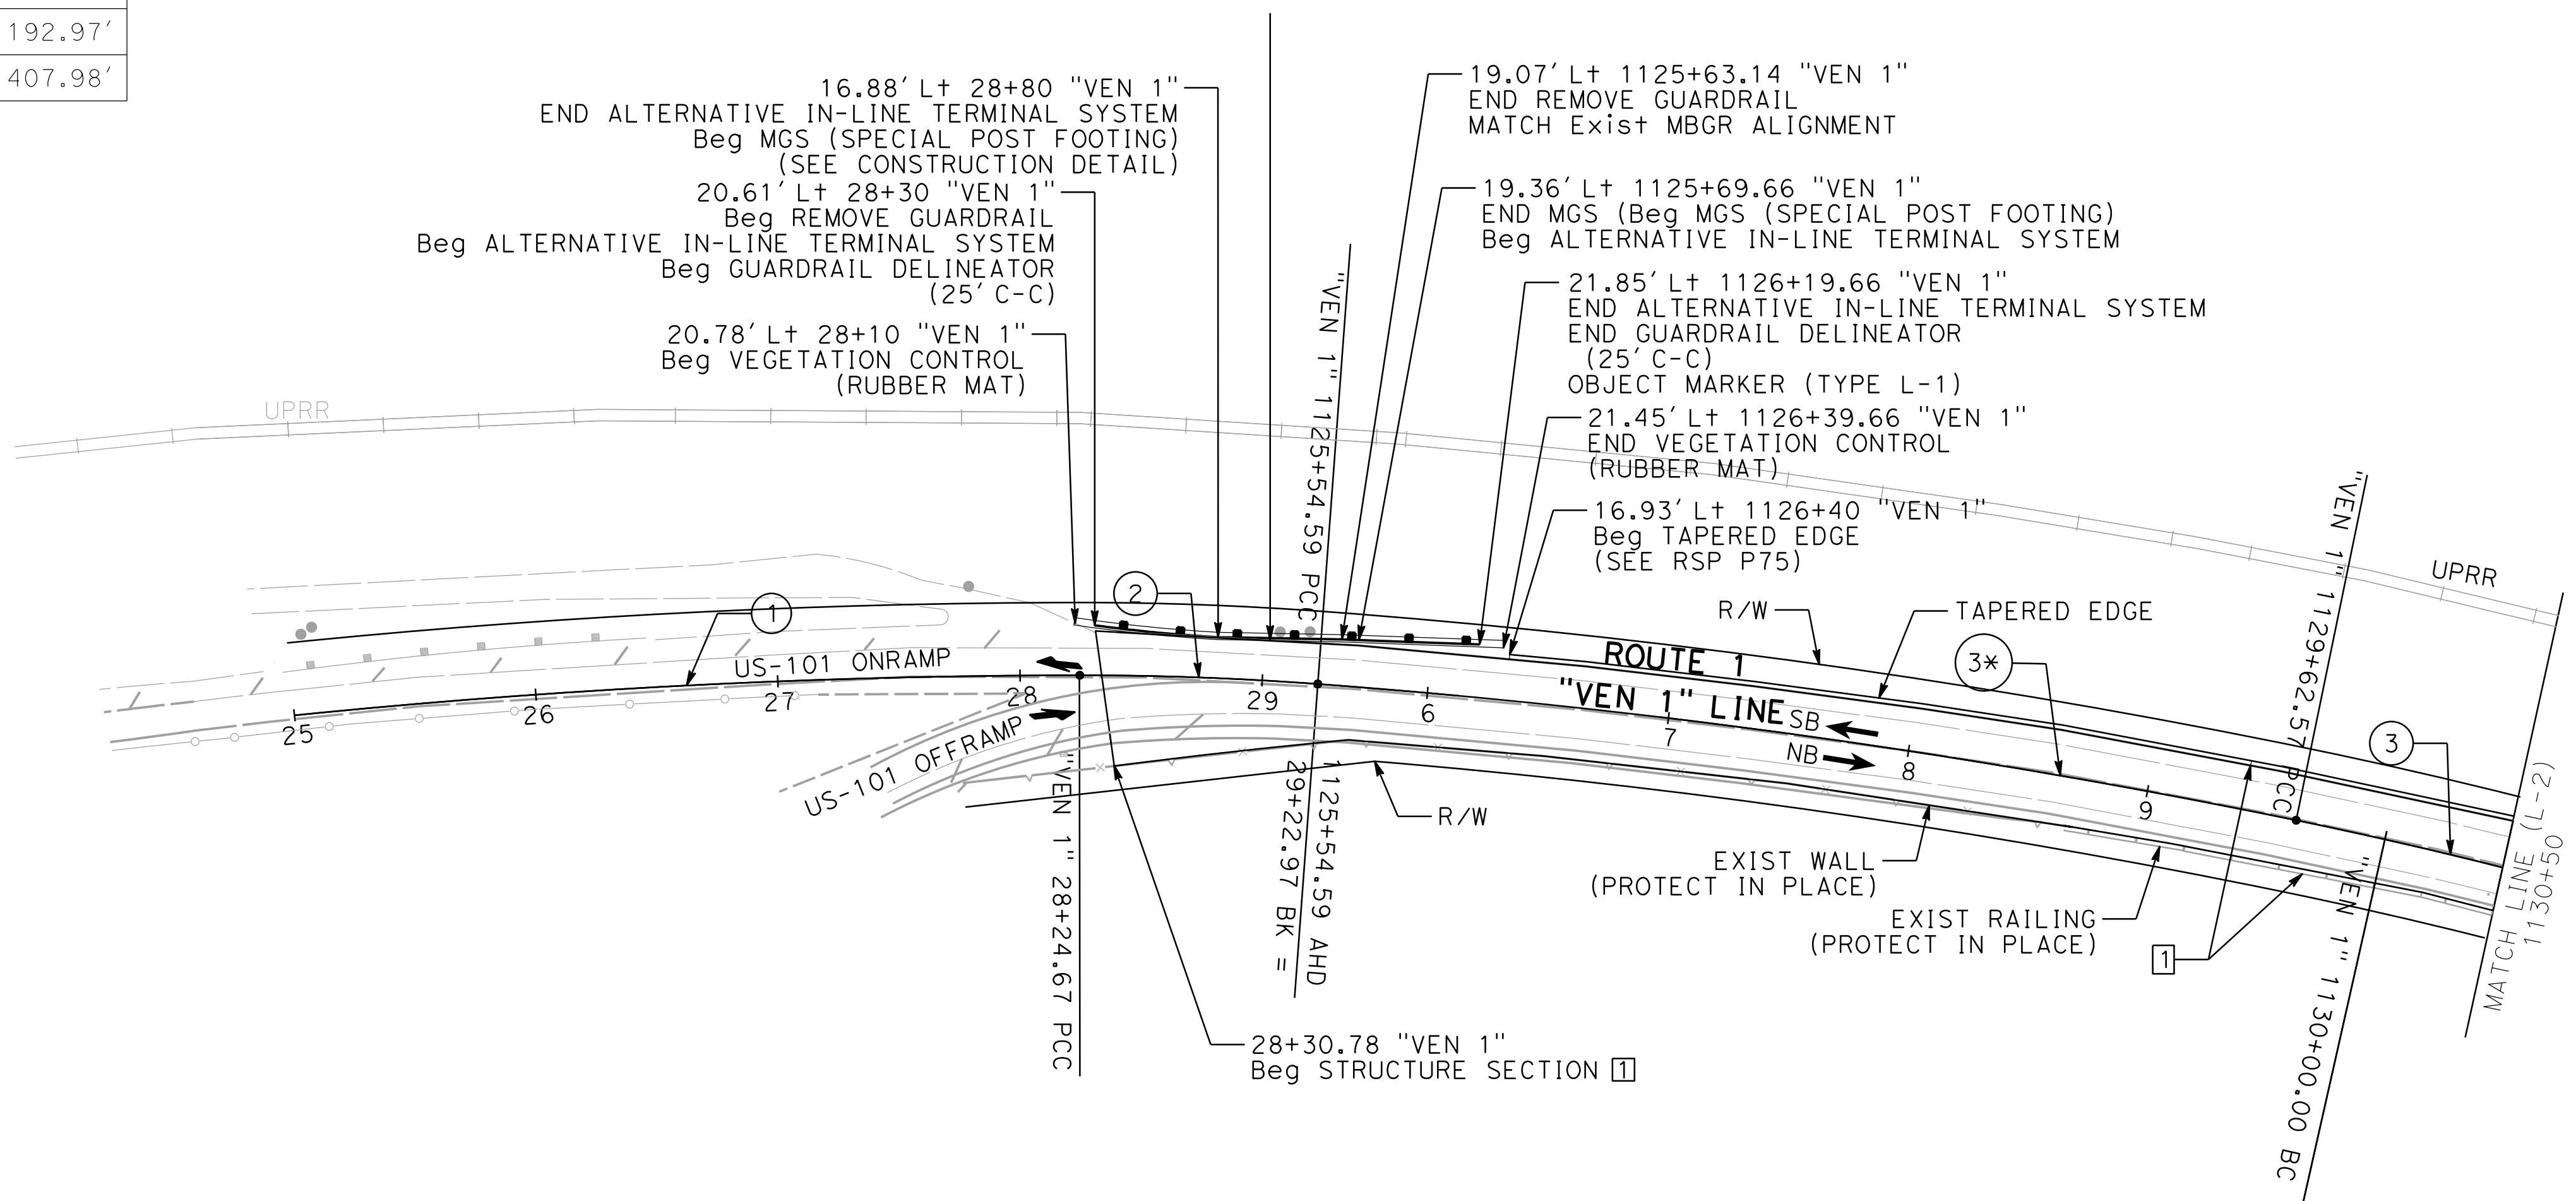 192.97'
407.98'
16.88' Lt 28+80 "VEN 1"
END ALTERNATIVE IN-LINE TERMINAL SYSTEM
Beg MGS (SPECIAL POST FOOTING)
(SEE CONSTRUCTION DETAIL)
20.61' Lt 28+30 "VEN 1"
Beg REMOVE GUARDRAIL
Beg ALTERNATIVE IN-LINE TERMINAL SYSTEM
Beg GUARDRAIL DELINEATOR
(25' C-C)
20.78' Lt 28+10 "VEN 1"
Beg VEGETATION CONTROL
(RUBBER MAT)
19.07' Lt 1125+63.14 "VEN 1"
END REMOVE GUARDRAIL
MATCH Exist MBGR ALIGNMENT
19.36' Lt 1125+69.66 "VEN 1"
END MGS (Beg MGS (SPECIAL POST FOOTING)
Beg ALTERNATIVE IN-LINE TERMINAL SYSTEM
21.85' Lt 1126+19.66 "VEN 1"
END ALTERNATIVE IN-LINE TERMINAL SYSTEM
END GUARDRAIL DELINEATOR
(25' C-C)
OBJECT MARKER (TYPE L-1)
21.45' Lt 1126+39.66 "VEN 1"
END VEGETATION CONTROL
(RUBBER MAT)
16.93' Lt 1126+40 "VEN 1"
Beg TAPERED EDGE
(SEE RSP P75)
"VEN 1" 1125+54.59 PCC
UPRR
"VEN 1" 1129+62.57 PCC
UPRR
R/W
TAPERED EDGE
1
2
3*
3
ROUTE 1
"VEN 1" LINE
SB
NB
US-101 ONRAMP
US-101 OFFRAMP
25
26
27
28
29
6
7
8
9
"VEN 1" 28+24.67 PCC
29+22.97 BK =
1125+54.59 AHD
R/W
EXIST WALL
(PROTECT IN PLACE)
EXIST RAILING
(PROTECT IN PLACE)
1
"VEN 1" 1130+00.00 BC
MATCH LINE (L-2)
1130+50
28+30.78 "VEN 1"
Beg STRUCTURE SECTION 1